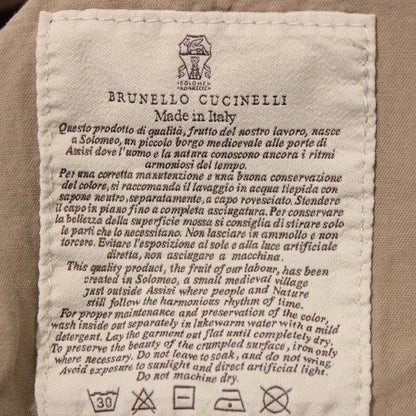 SOLOMEO
BRUNELLO CUCINELLI
Made in Italy
Questo prodotto di qualità, frutto del nostro lavoro, nasce
a Solomeo, un piccolo borgo medioevale alle porte di
Assisi dove l'uomo e la natura conoscono ancora i ritmi
armoniosi del tempo.
Per una corretta manutenzione e una buona conservazione
del colore, si raccomanda il lavaggio in acqua tiepida con
sapone neutro, separatamente, a capo rovesciato. Stendere
il capo in piano fino a completa asciugatura. Per conservare
la bellezza della superficie mossa si consiglia di stirare solo
le parti che lo necessitano. Non lasciare in ammollo e non
torcere. Evitare l'esposizione al sole e alla luce artificiale
diretta, non asciugare a macchina.
This quality product, the fruit of our labour, has been
created in Solomeo, a small medieval village
just outside Assisi where people and Nature
still follow the harmonious rhythm of time.
For proper maintenance and preservation of the color,
wash inside out separately in lukewarm water with a mild
detergent. Lay the garment out flat until completely dry.
To preserve the beauty of the crumpled surface, iron only
where necessary. Do not leave to soak, and do not wring.
Avoid exposure to sunlight and direct artificial light.
Do not machine dry.
30